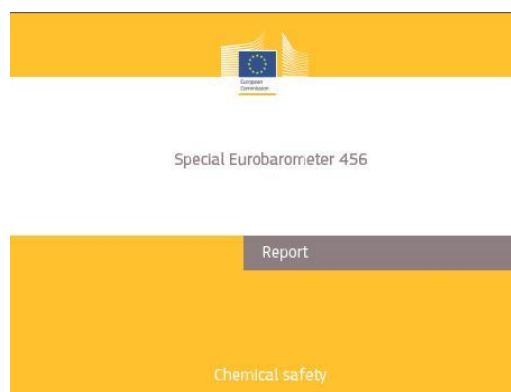 European
Commission
Special Eurobarometer 456
Report
Chemical safety